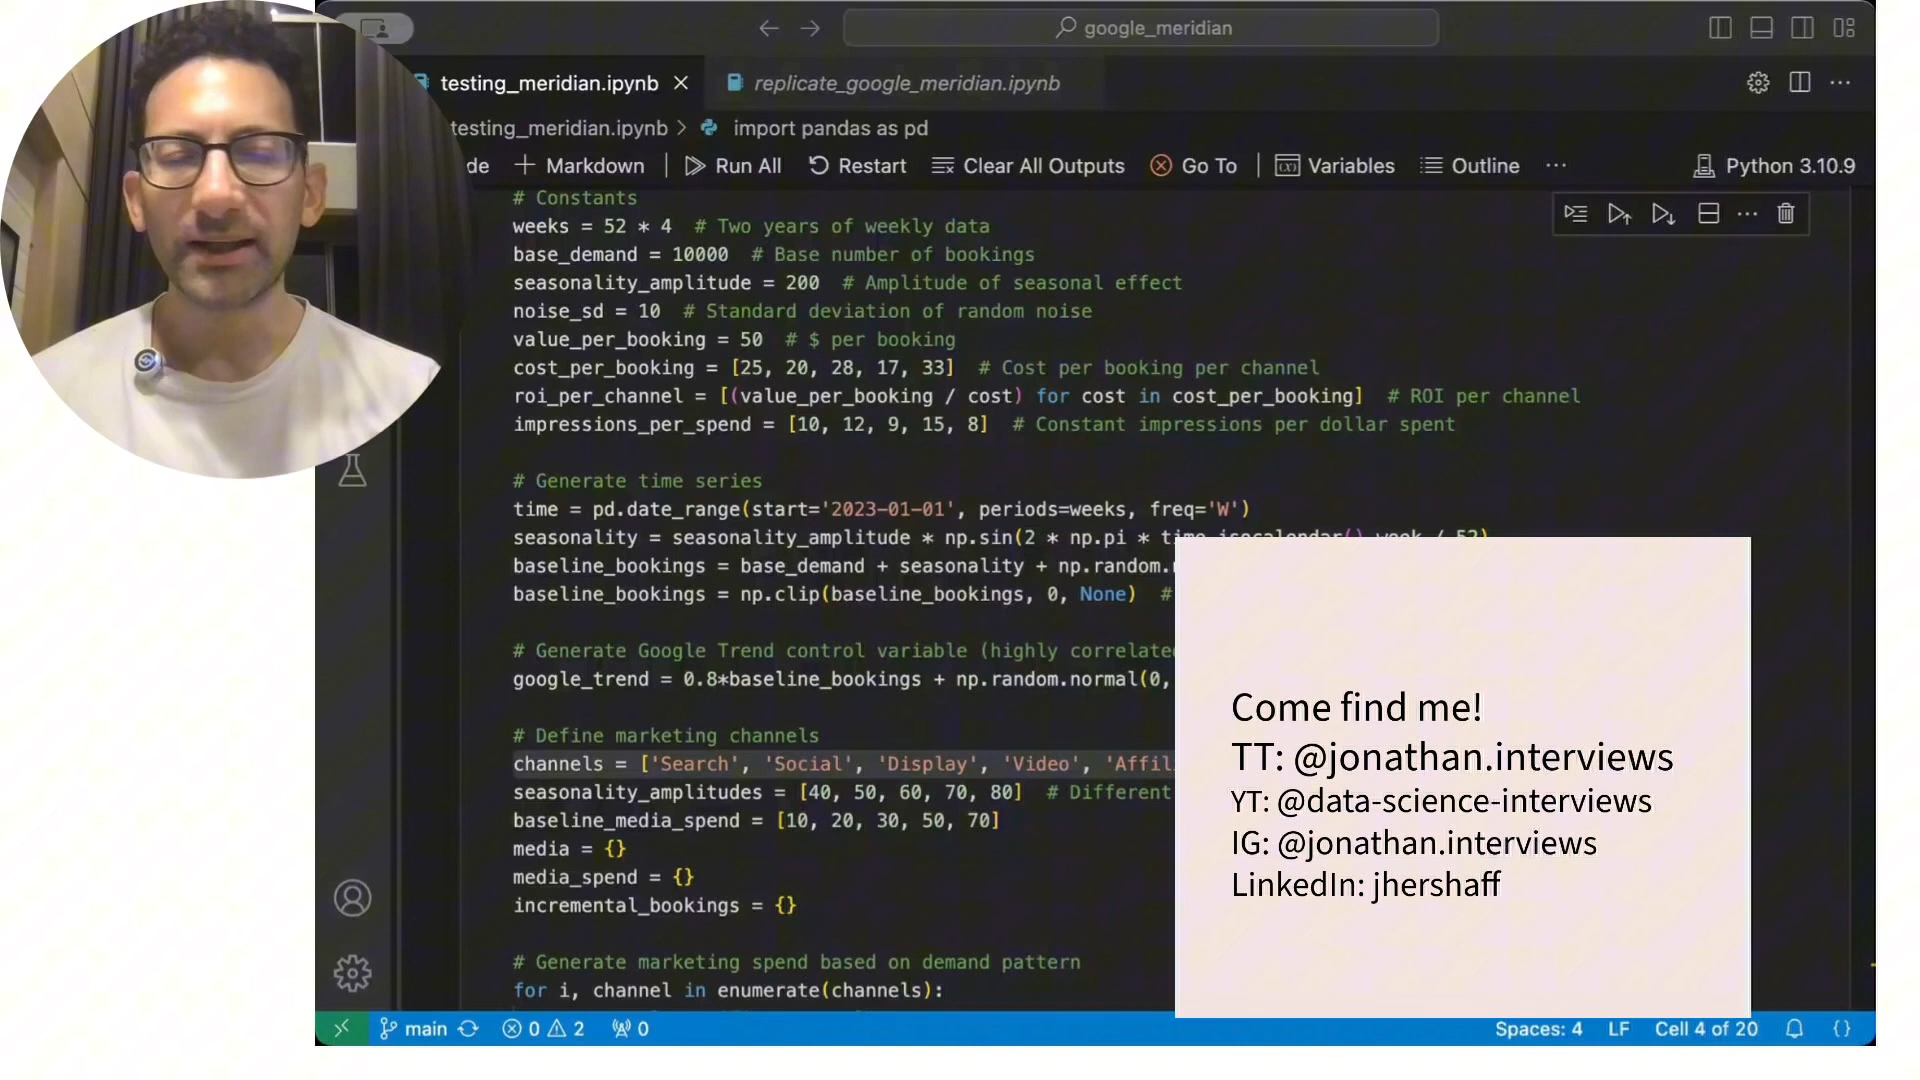 google_meridian
testing_meridian.ipynb
replicate_google_meridian.ipynb
testing_meridian.ipynb > import pandas as pd
de + Markdown | Run All Restart Clear All Outputs Go To | Variables Outline ... Python 3.10.9
# Constants
weeks = 52 * 4 # Two years of weekly data
base_demand = 10000 # Base number of bookings
seasonality_amplitude = 200 # Amplitude of seasonal effect
noise_sd = 10 # Standard deviation of random noise
value_per_booking = 50 # $ per booking
cost_per_booking = [25, 20, 28, 17, 33] # Cost per booking per channel
roi_per_channel = [(value_per_booking / cost) for cost in cost_per_booking] # ROI per channel
impressions_per_spend = [10, 12, 9, 15, 8] # Constant impressions per dollar spent
# Generate time series
time = pd.date_range(start='2023-01-01', periods=weeks, freq='W')
seasonality = seasonality_amplitude * np.sin(2 * np.pi * time.isocalendar().week / 52)
baseline_bookings = base_demand + seasonality + np.random.
baseline_bookings = np.clip(baseline_bookings, 0, None) #
# Generate Google Trend control variable (highly correlated
google_trend = 0.8*baseline_bookings + np.random.normal(0,
# Define marketing channels
channels = ['Search', 'Social', 'Display', 'Video', 'Affil
seasonality_amplitudes = [40, 50, 60, 70, 80] # Different
baseline_media_spend = [10, 20, 30, 50, 70]
media = {}
media_spend = {}
incremental_bookings = {}
# Generate marketing spend based on demand pattern
for i, channel in enumerate(channels):
Come find me!
TT: @jonathan.interviews
YT: @data-science-interviews
IG: @jonathan.interviews
LinkedIn: jhershaff
main 0 2 0 Spaces: 4 LF Cell 4 of 20 {}